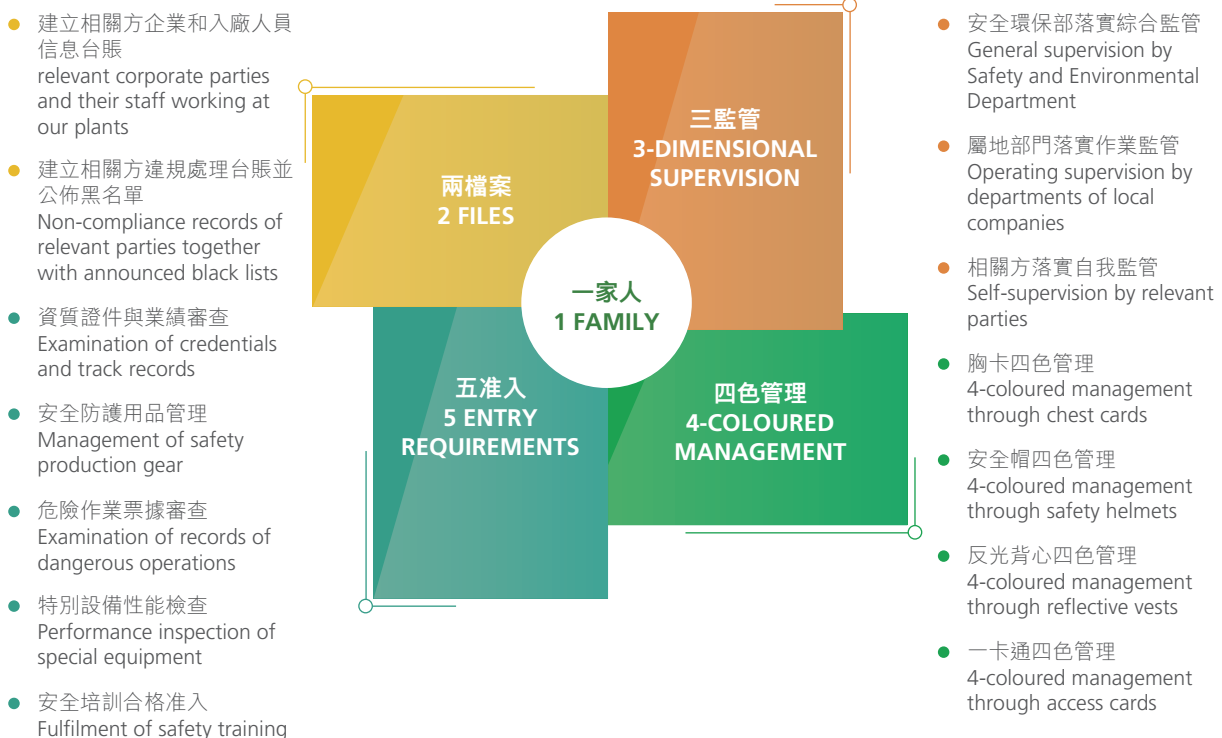 建立相關方企業和入廠人員
信息台賬
relevant corporate parties
and their staff working at
our plants
建立相關方違規處理台賬並
公佈黑名單
Non-compliance records of
relevant parties together
with announced black lists
資質證件與業績審查
Examination of credentials
and track records
安全防護用品管理
Management of safety
production gear
危險作業票據審查
Examination of records of
dangerous operations
特別設備性能檢查
Performance inspection of
special equipment
安全培訓合格准入
Fulfilment of safety training
兩檔案
2 FILES
三監管
3-DIMENSIONAL
SUPERVISION
一家人
1 FAMILY
五准入
5 ENTRY
REQUIREMENTS
四色管理
4-COLOURED
MANAGEMENT
安全環保部落實綜合監管
General supervision by
Safety and Environmental
Department
屬地部門落實作業監管
Operating supervision by
departments of local
companies
相關方落實自我監管
Self-supervision by relevant
parties
胸卡四色管理
4-coloured management
through chest cards
安全帽四色管理
4-coloured management
through safety helmets
反光背心四色管理
4-coloured management
through reflective vests
一卡通四色管理
4-coloured management
through access cards